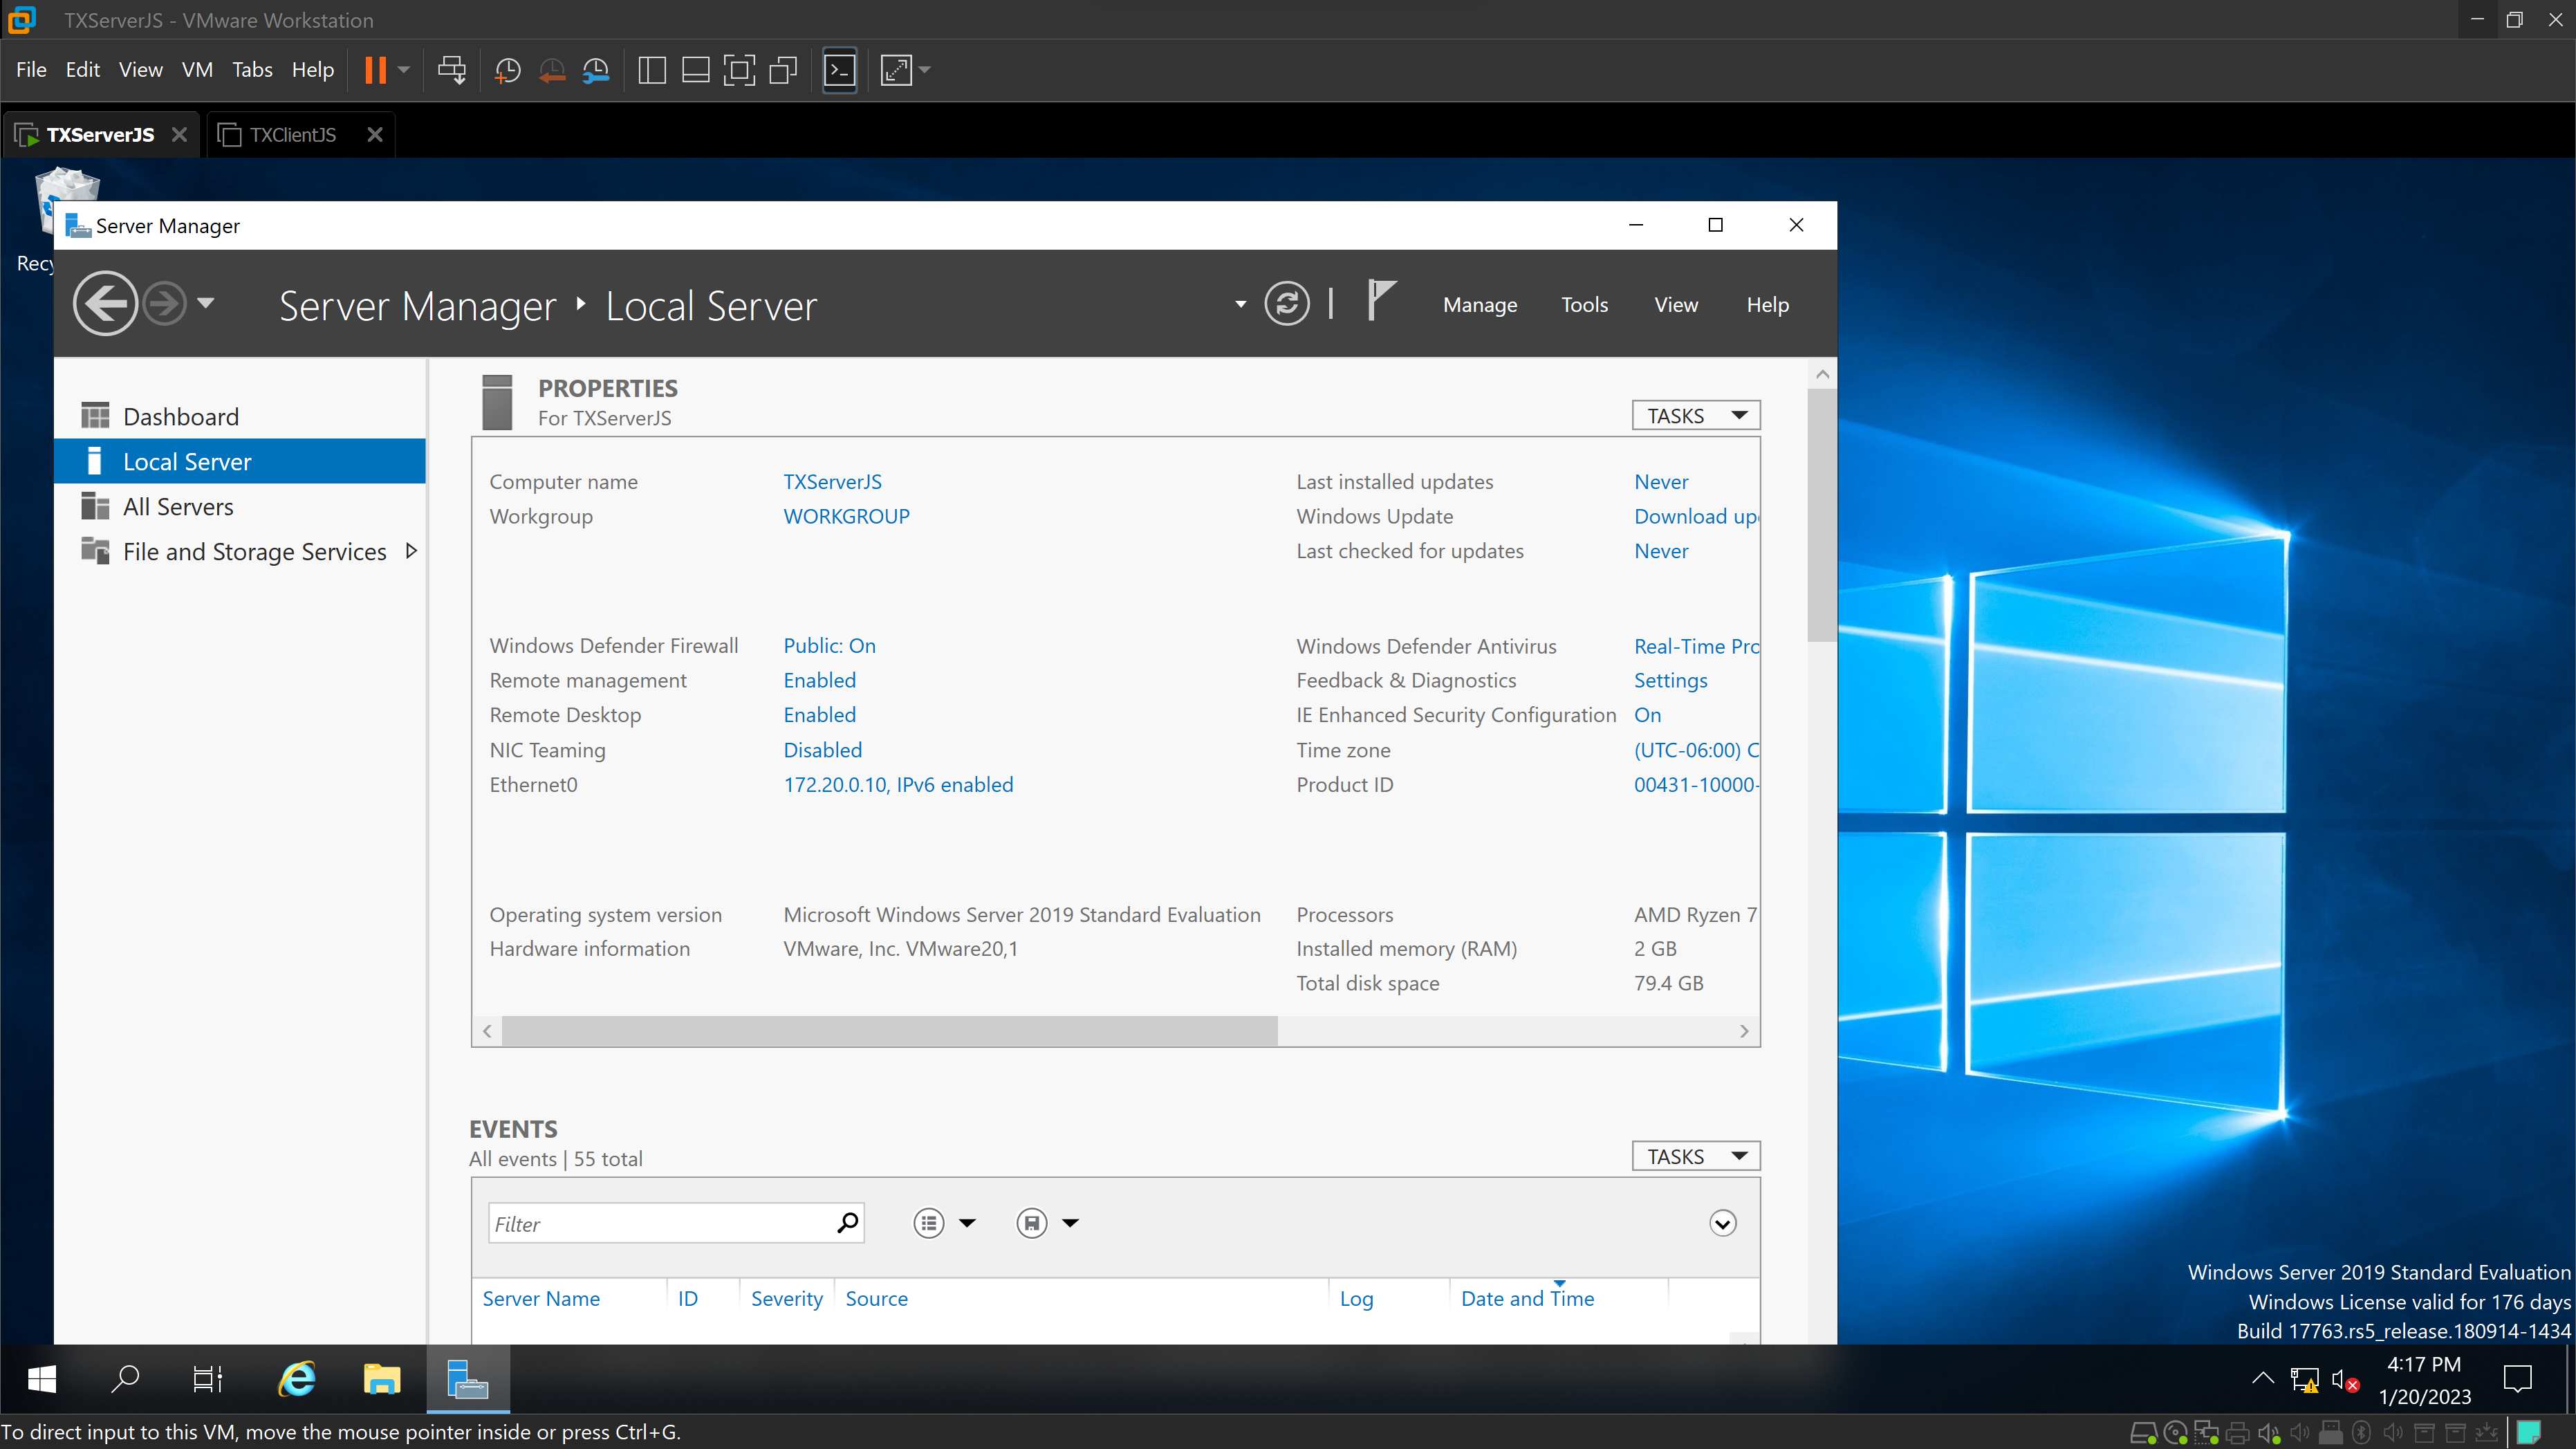 TXServerJS - VMware Workstation
File Edit View VM Tabs Help
TXServerJS TXClientJS
Server Manager
Server Manager Local Server
Manage Tools View Help
Dashboard
Local Server
All Servers
File and Storage Services
PROPERTIES
For TXServerJS
TASKS
Computer name TXServerJS Last installed updates Never
Workgroup WORKGROUP Windows Update Download
Last checked for updates Never
Windows Defender Firewall Public: On Windows Defender Antivirus Real-Time
Remote management Enabled Feedback & Diagnostics Settings
Remote Desktop Enabled IE Enhanced Security Configuration On
NIC Teaming Disabled Time zone (UTC-06:00)
Ethernet0 172.20.0.10, IPv6 enabled Product ID 00431-10000-
Operating system version Microsoft Windows Server 2019 Standard Evaluation Processors AMD Ryzen 7
Hardware information VMware, Inc. VMware20,1 Installed memory (RAM) 2 GB
Total disk space 79.4 GB
EVENTS
All events | 55 total
TASKS
Filter
Server Name ID Severity Source Log Date and Time
Windows Server 2019 Standard Evaluation
Windows License valid for 176 days
Build 17763.rs5_release.180914-1434
4:17 PM
1/20/2023
To direct input to this VM, move the mouse pointer inside or press Ctrl+G.